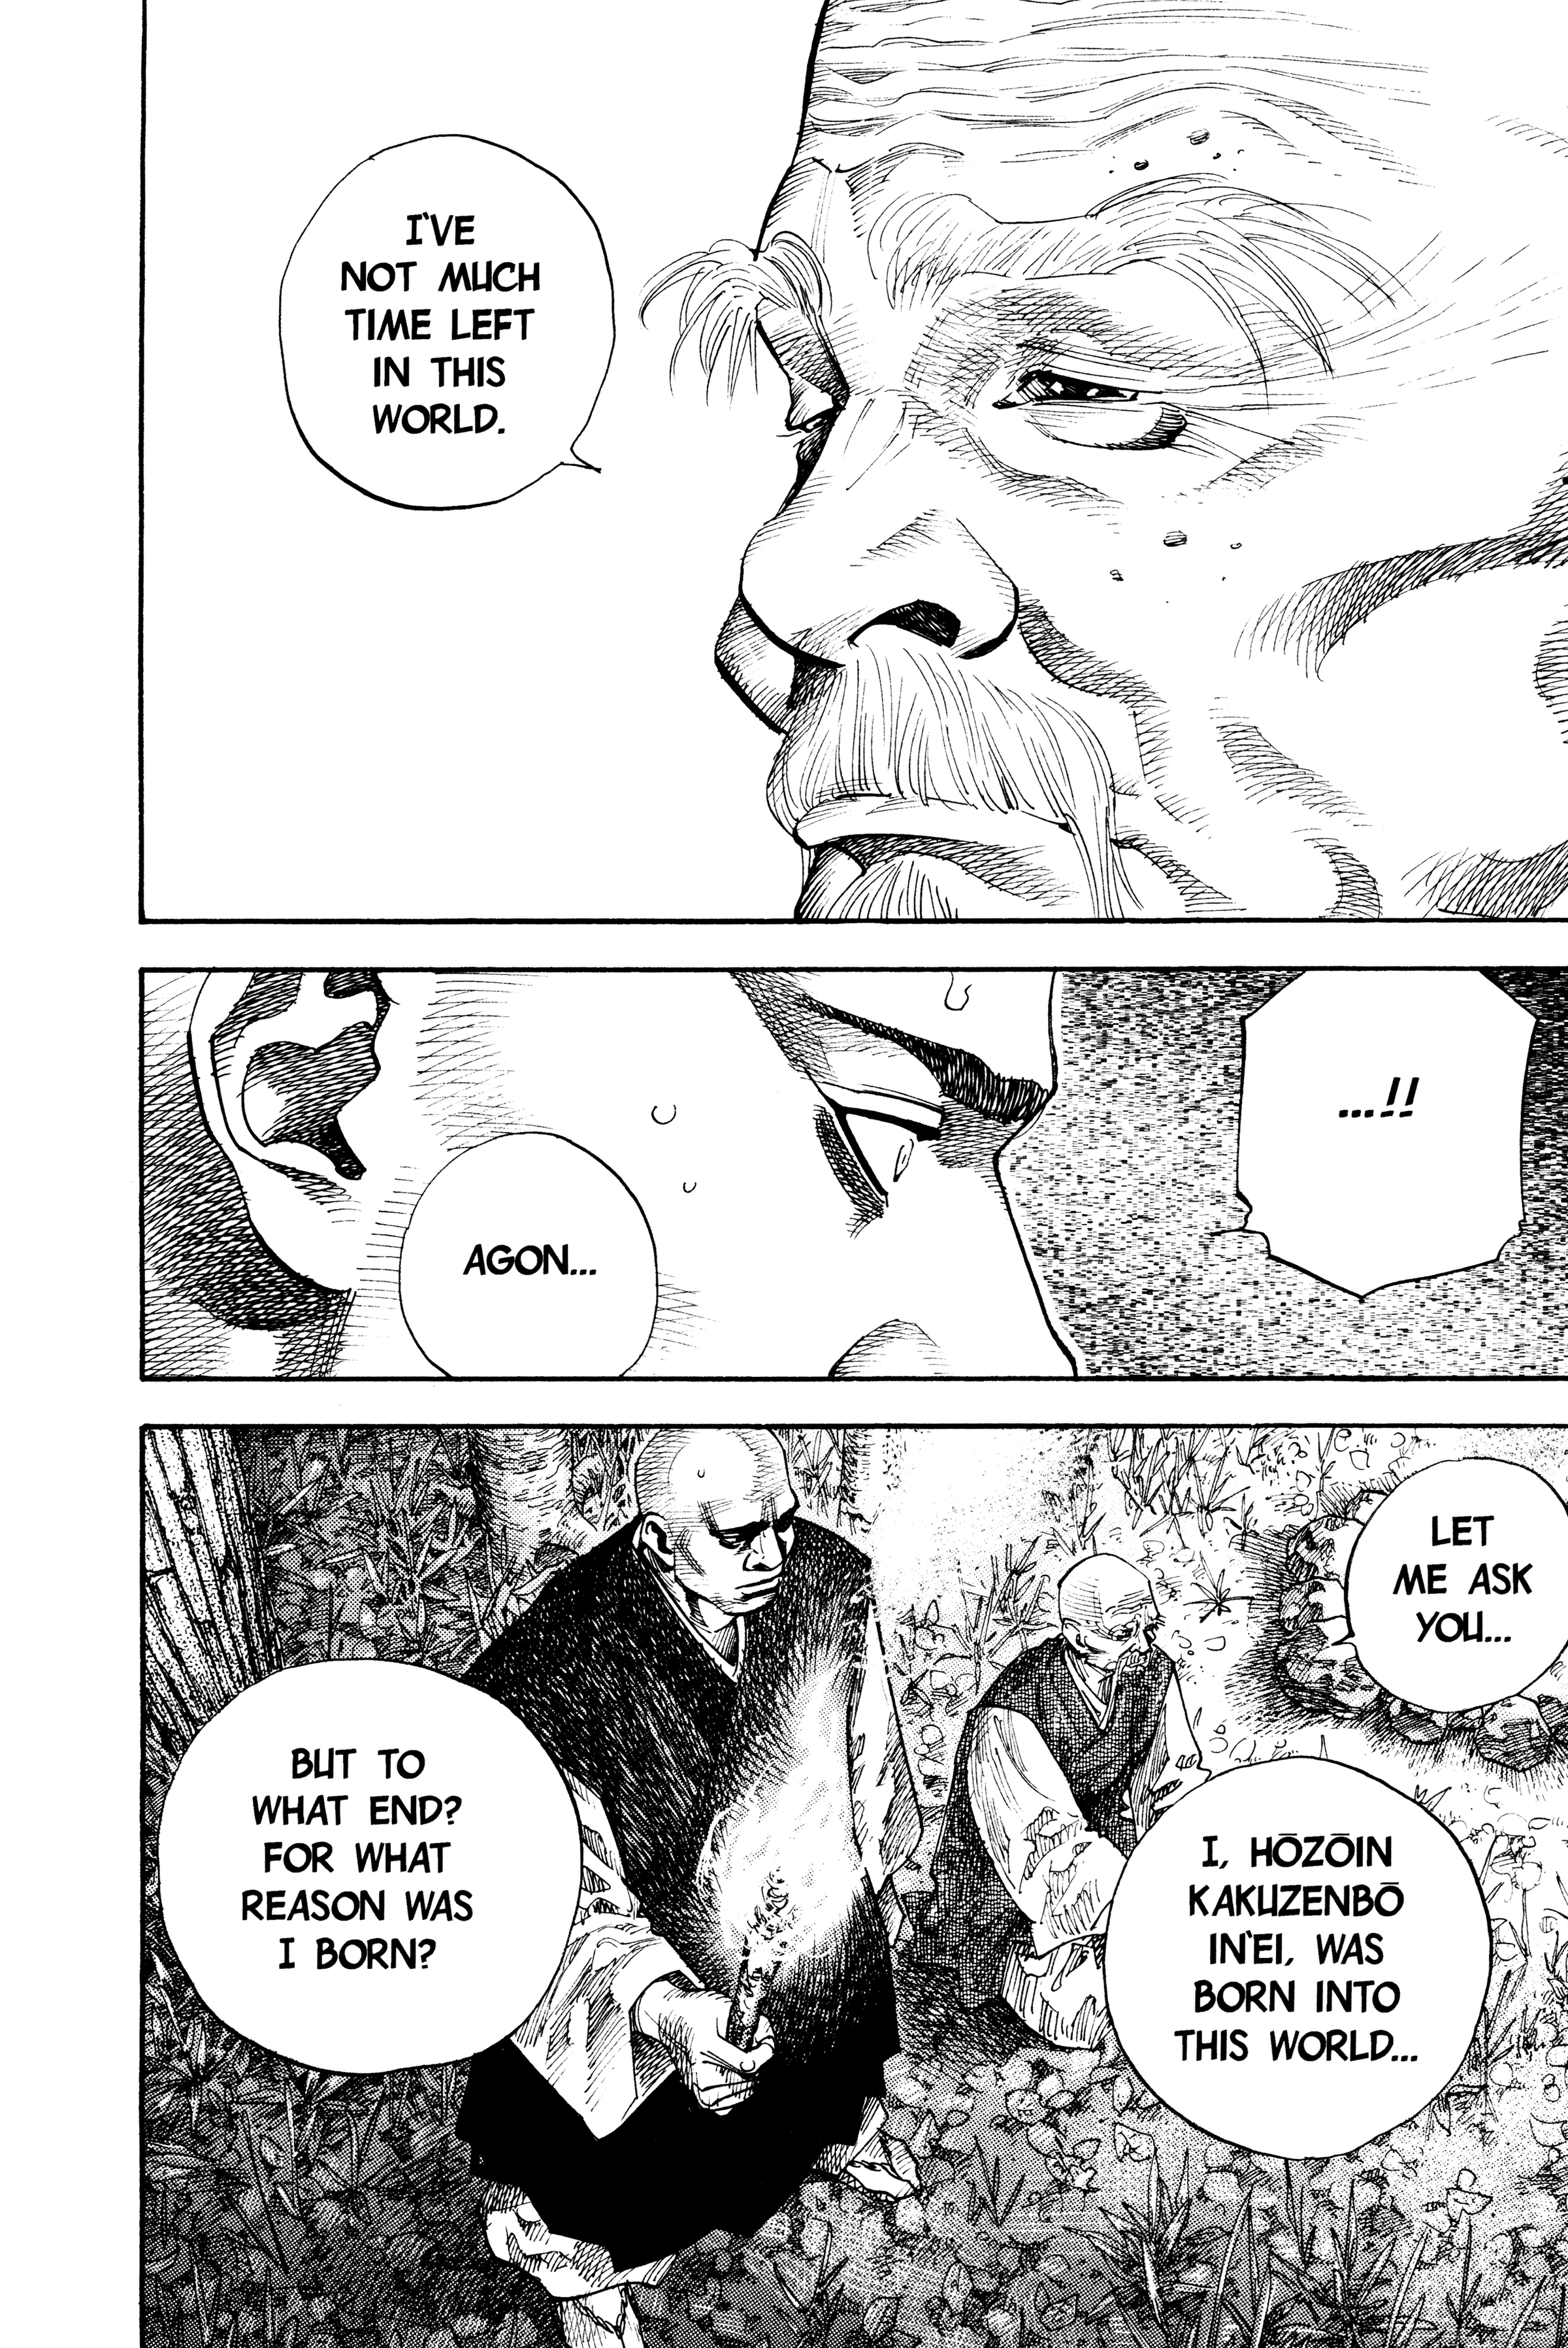 I'VE
NOT MUCH
TIME LEFT
IN THIS
WORLD.
...!!
AGON...
LET
ME ASK
YOU...
I, HŌZŌIN
KAKUZENBŌ
IN'EI, WAS
BORN INTO
THIS WORLD...
BUT TO
WHAT END?
FOR WHAT
REASON WAS
I BORN?